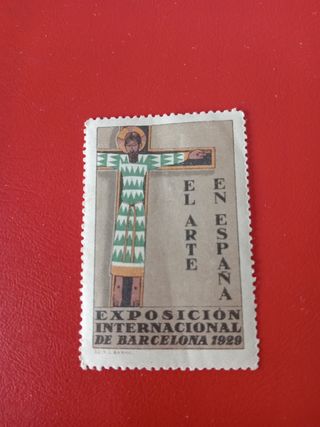 EL ARTE
EN ESPAÑA
EXPOSICIÓN
INTERNACIONAL
DE BARCELONA 1929